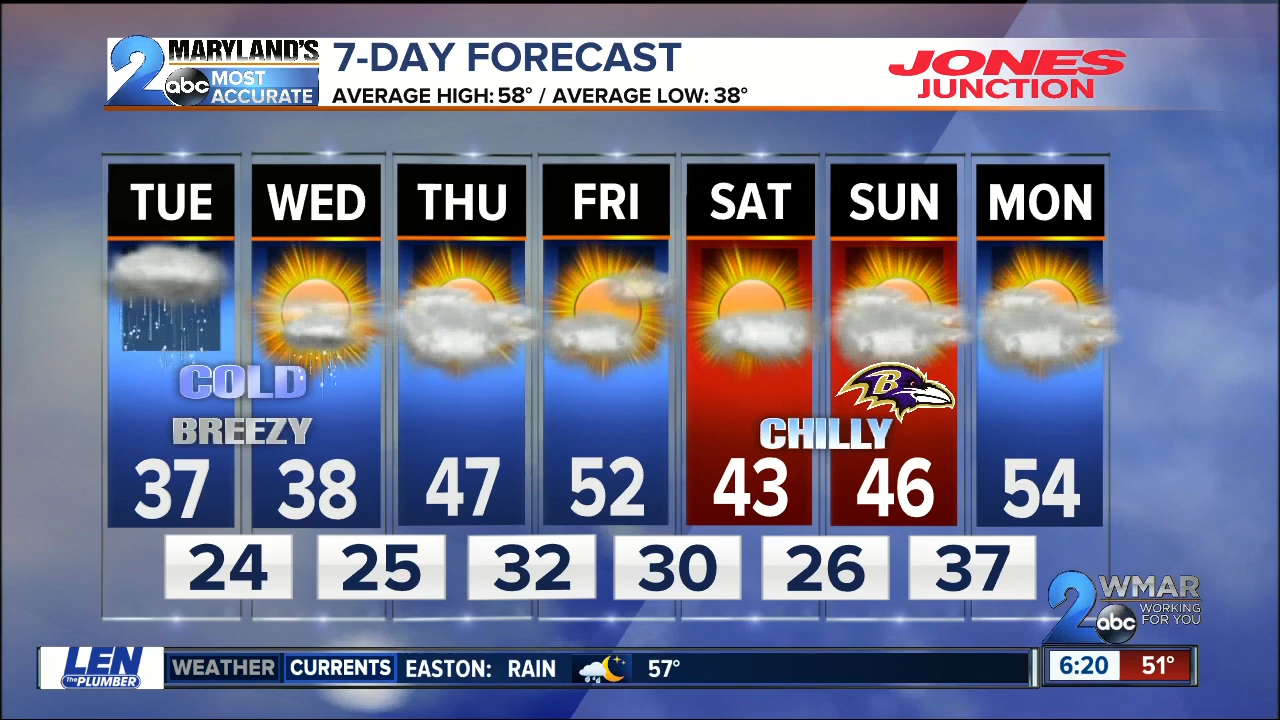 2 MARYLAND'S
abc MOST ACCURATE
7-DAY FORECAST
AVERAGE HIGH: 58° / AVERAGE LOW: 38°
JONES
JUNCTION
TUE WED THU FRI SAT SUN MON
COLD
BREEZY
B
CHILLY
37 38 47 52 43 46 54
24 25 32 30 26 37
2 WMAR
abc WORKING
FOR YOU
LEN
The PLUMBER
WEATHER CURRENTS EASTON: RAIN 57°
6:20 51°